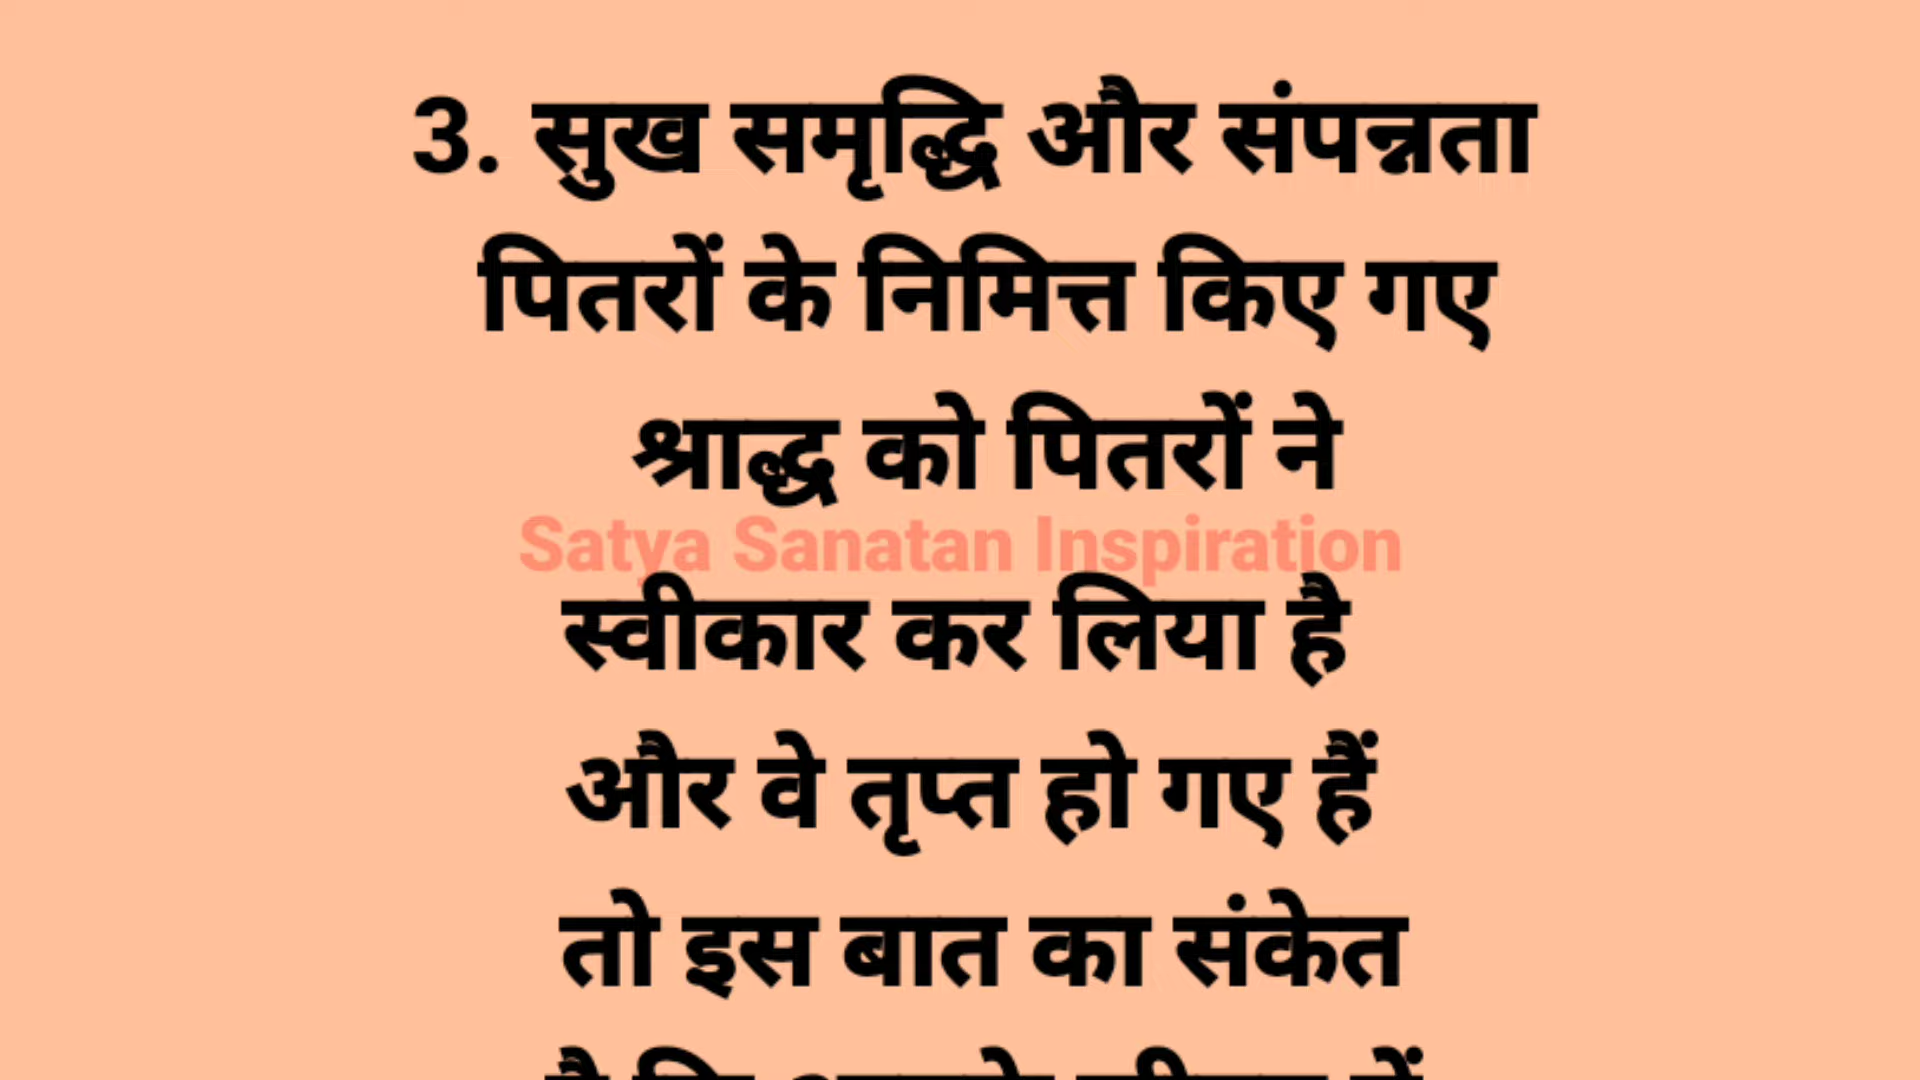 3. सुख समृद्धि और संपन्नता
पितरों के निमित्त किए गए
श्राद्ध को पितरों ने
Satya Sanatan Inspiration
स्वीकार कर लिया है
और वे तृप्त हो गए हैं
तो इस बात का संकेत